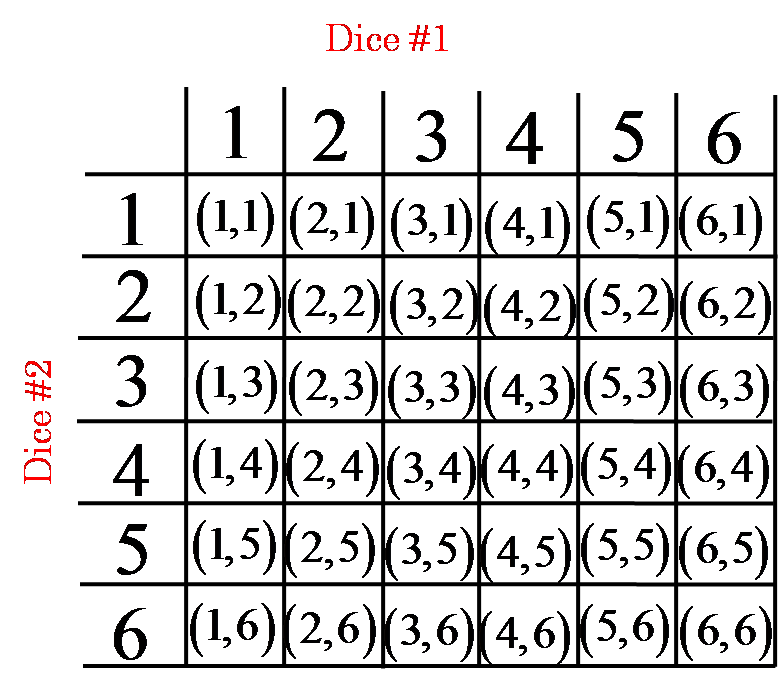 Dice #1
1 2 3 4 5 6
1 (1,1) (2,1) (3,1) (4,1) (5,1) (6,1)
2 (1,2) (2,2) (3,2) (4,2) (5,2) (6,2)
Dice #2
3 (1,3) (2,3) (3,3) (4,3) (5,3) (6,3)
4 (1,4) (2,4) (3,4) (4,4) (5,4) (6,4)
5 (1,5) (2,5) (3,5) (4,5) (5,5) (6,5)
6 (1,6) (2,6) (3,6) (4,6) (5,6) (6,6)